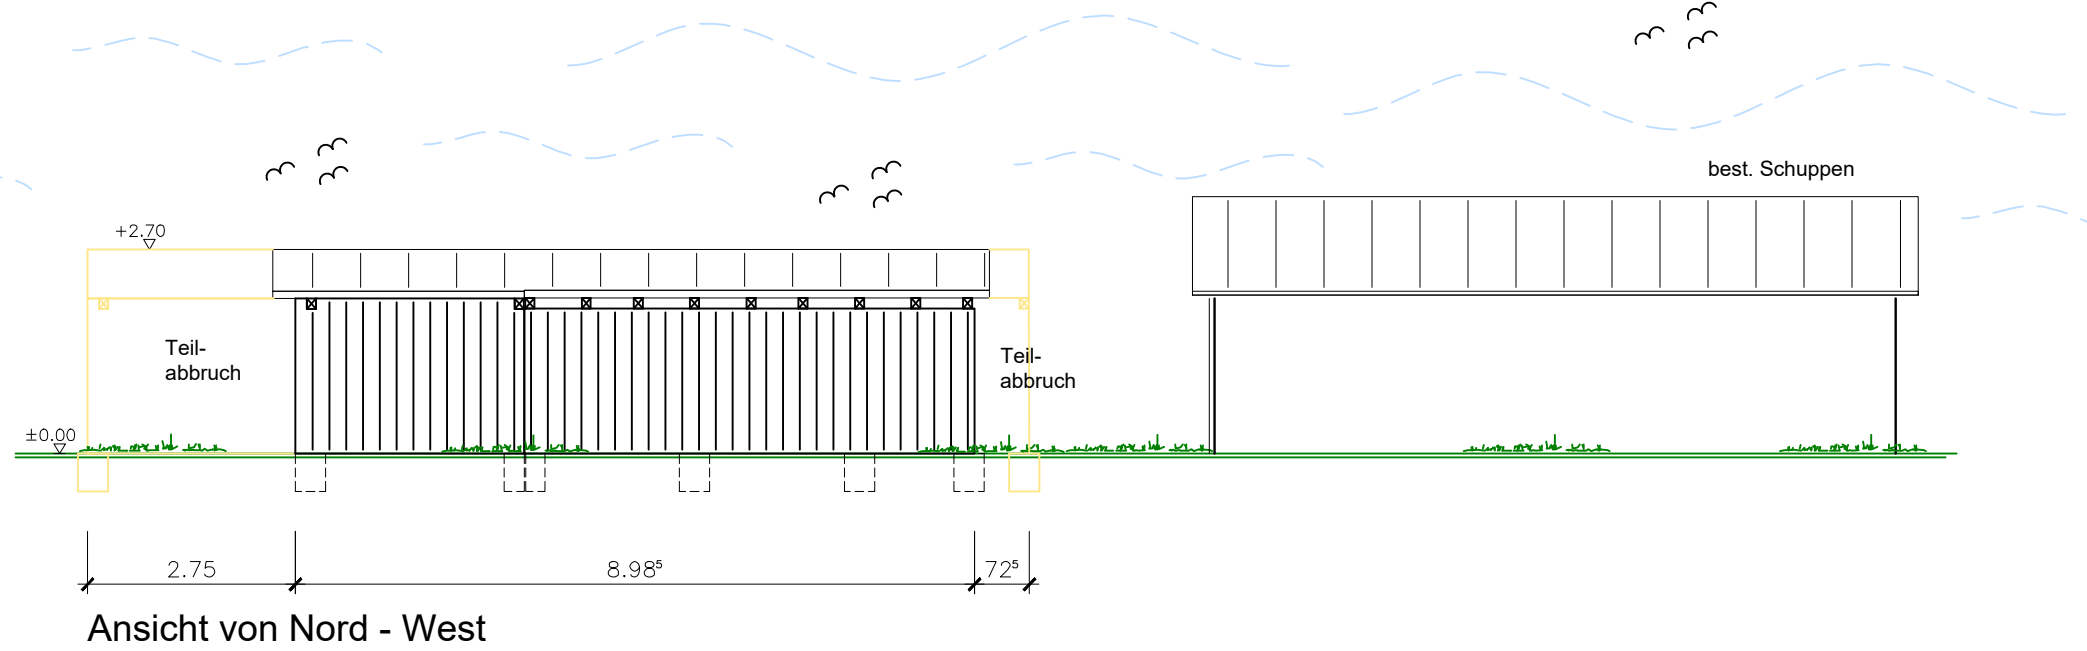 best. Schuppen
+2.70
Teil-
abbruch
Teil-
abbruch
±0.00
2.75
8.98⁵
72⁵
Ansicht von Nord - West